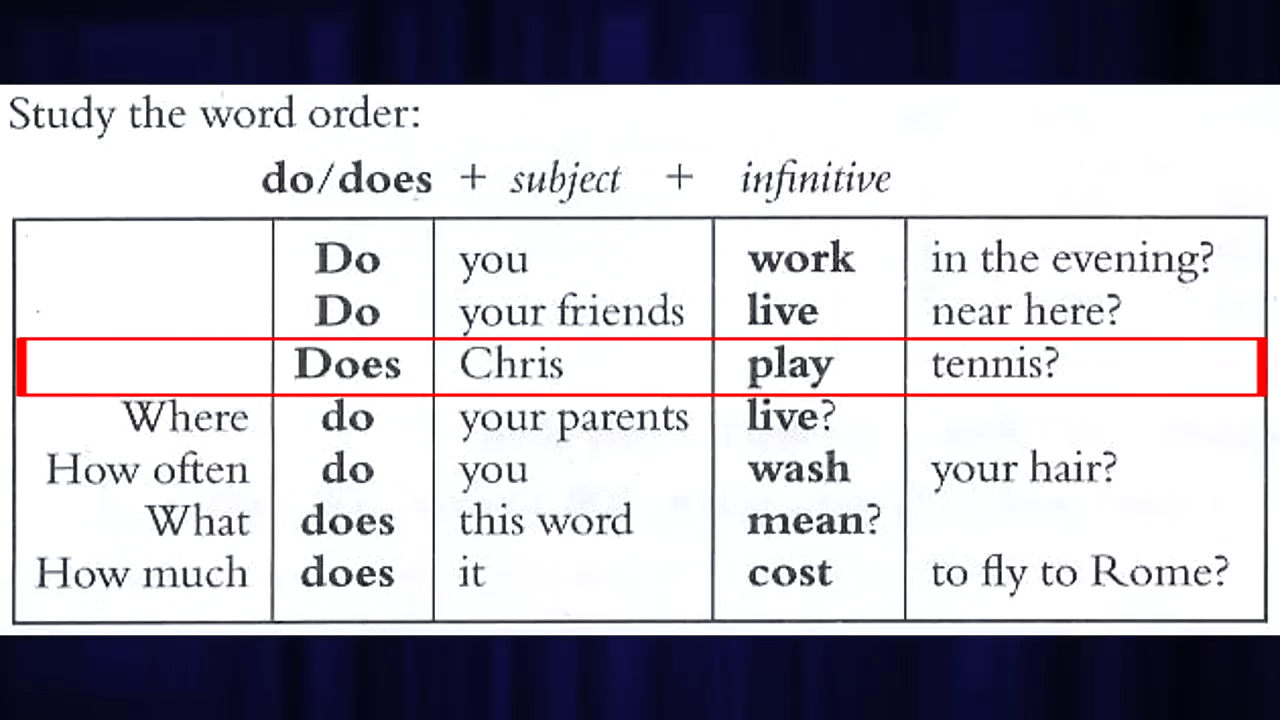 Study the word order:
do/does + subject + infinitive
Do you work in the evening?
Do your friends live near here?
Does Chris play tennis?
Where do your parents live?
How often do you wash your hair?
What does this word mean?
How much does it cost to fly to Rome?